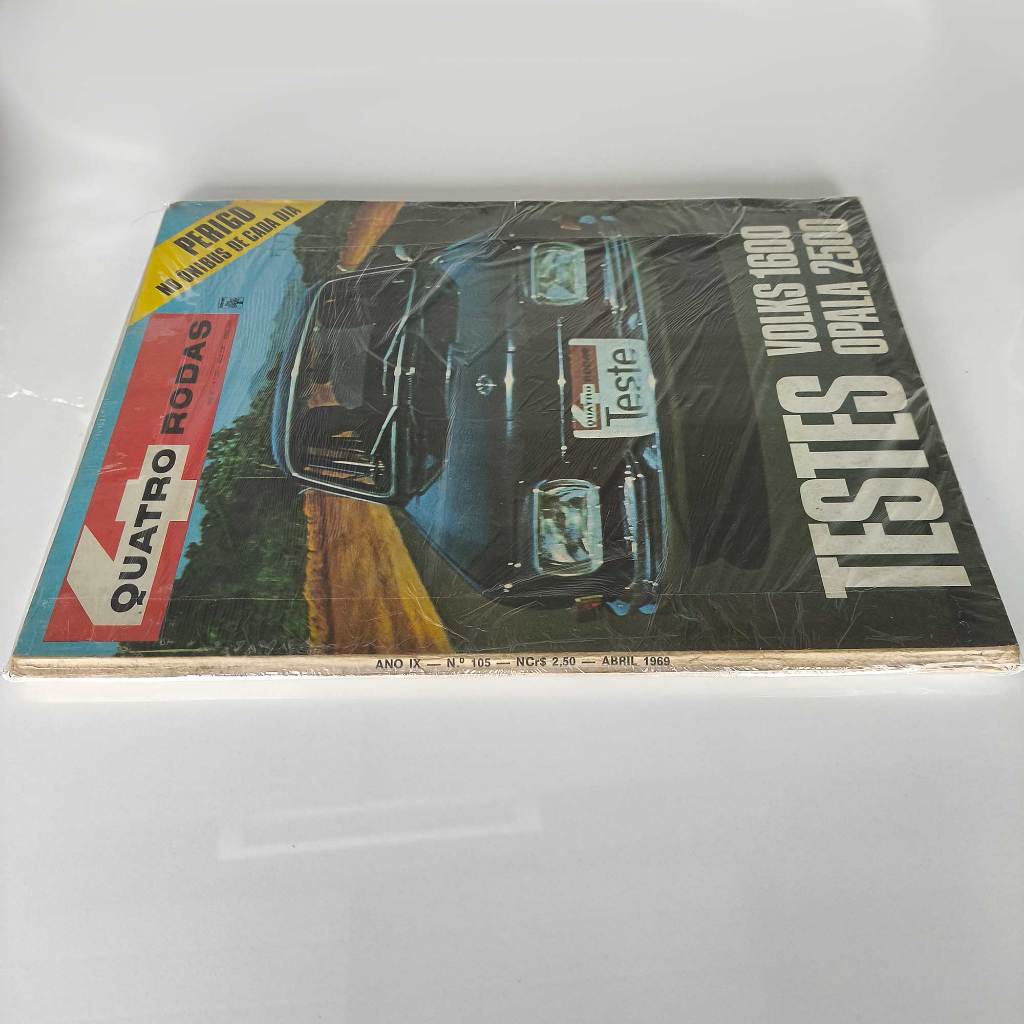 PERIGO
NO ÔNIBUS DE CADA DIA
QUATRO RODAS
QUATRO RODAS
Teste
TESTES
VOLKS 1600
OPALA 2500
ANO IX — N.º 105 — NCr$ 2,50 — ABRIL 1969